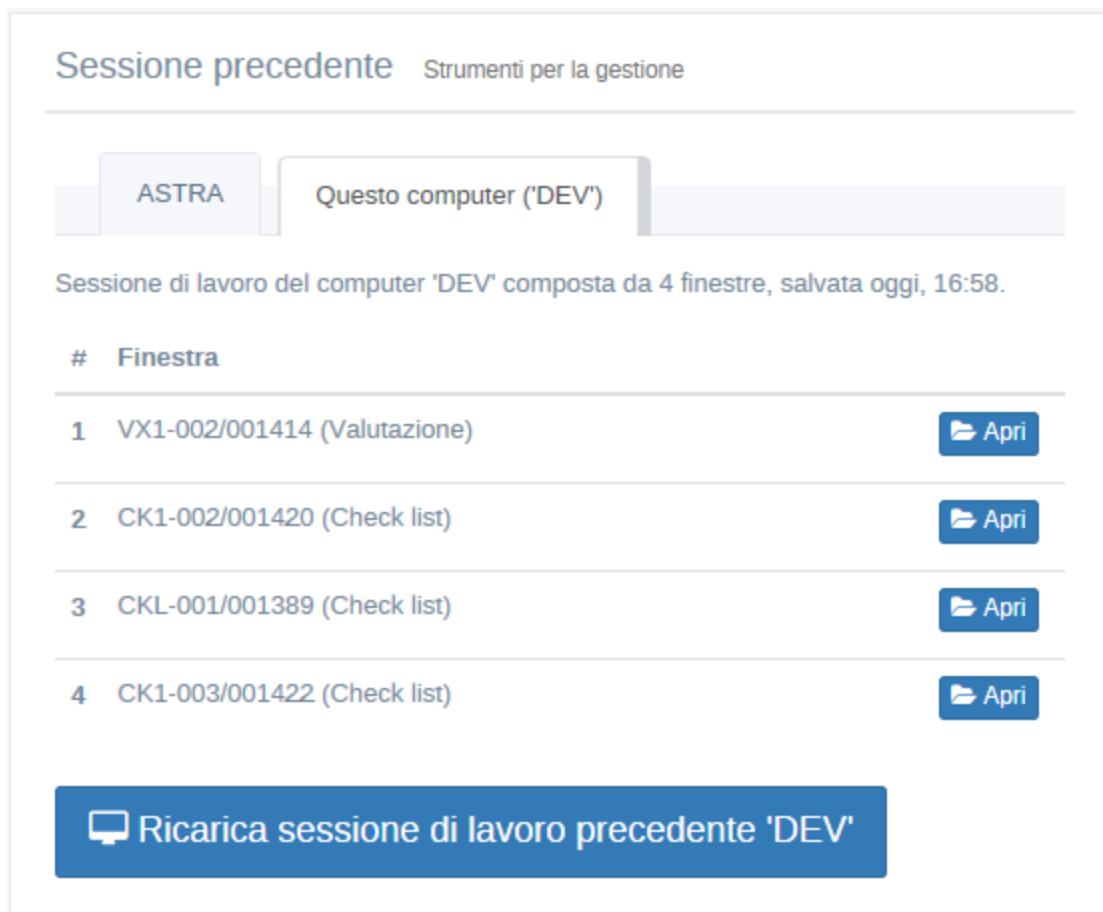 Sessione precedente Strumenti per la gestione
ASTRA Questo computer ('DEV')
Sessione di lavoro del computer 'DEV' composta da 4 finestre, salvata oggi, 16:58.
# Finestra
1 VX1-002/001414 (Valutazione) Apri
2 CK1-002/001420 (Check list) Apri
3 CKL-001/001389 (Check list) Apri
4 CK1-003/001422 (Check list) Apri
Ricarica sessione di lavoro precedente 'DEV'